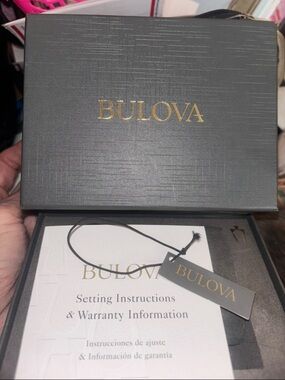 BULOVA
BULOVA
BULOVA
Setting Instructions
& Warranty Information
Instrucciones de ajuste
& Información de garantía